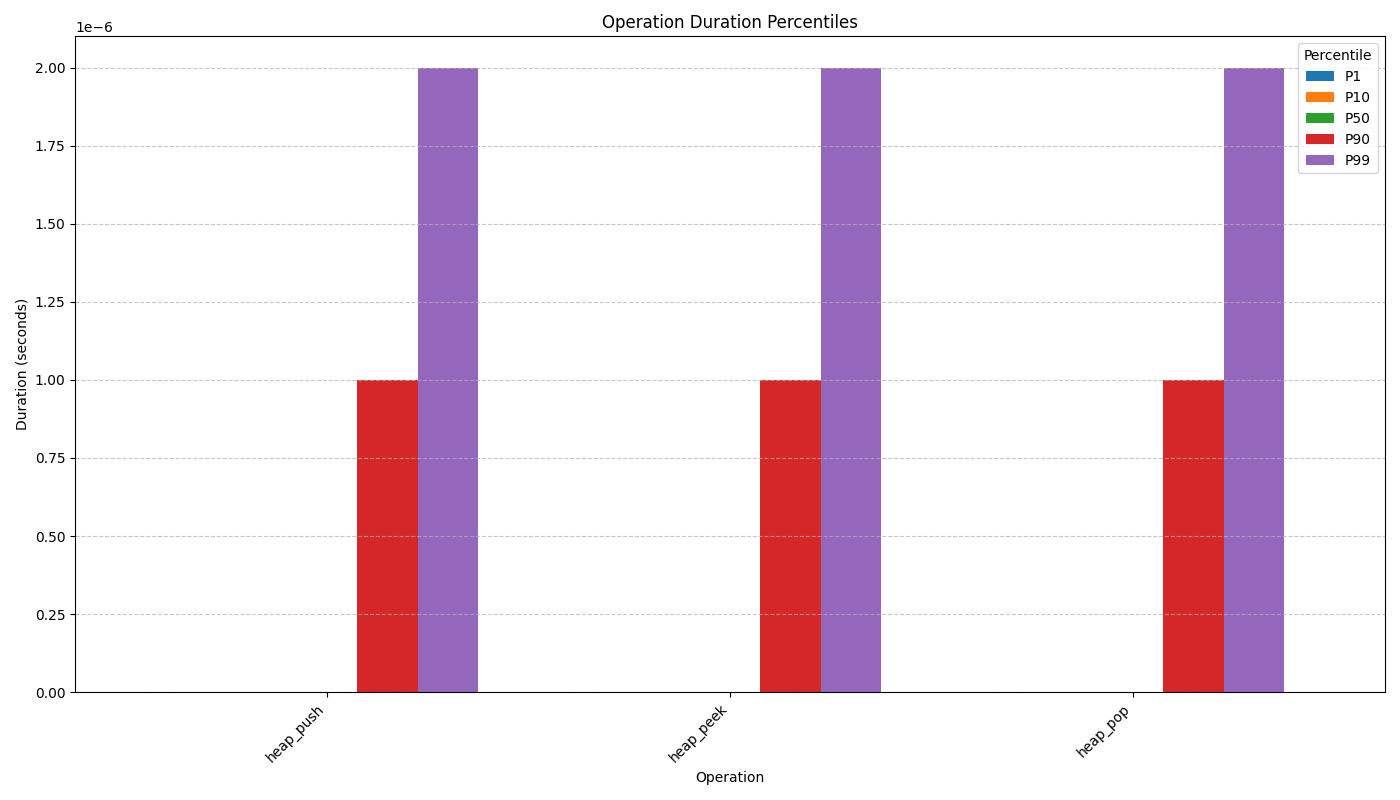 Operation Duration Percentiles
1e−6
Percentile
P1
P10
P50
P90
P99
2.00
1.75
1.50
1.25
1.00
0.75
0.50
0.25
0.00
Duration (seconds)
heap_push
heap_peek
heap_pop
Operation